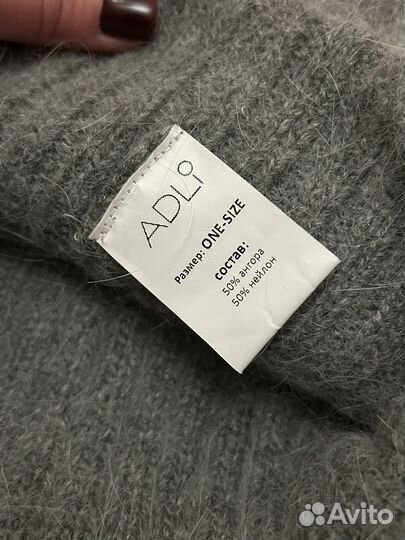 ADLi
Размер: ONE-SIZE
состав:
50% ангора
50% нейлон
Avito